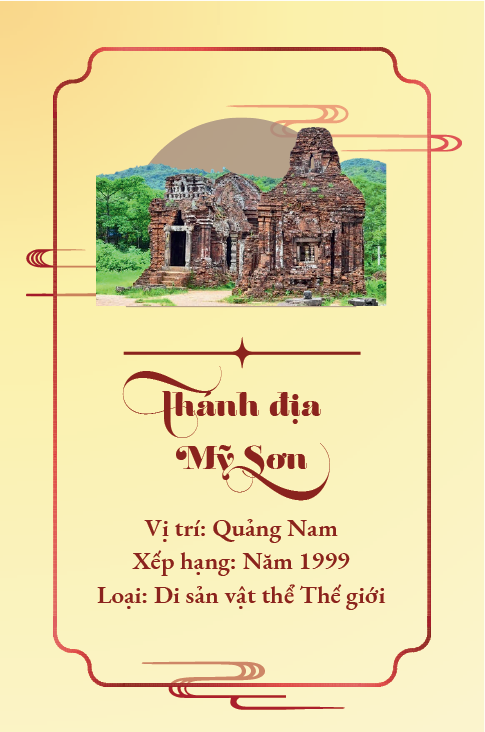 Thánh địa
Mỹ Sơn
Vị trí: Quảng Nam
Xếp hạng: Năm 1999
Loại: Di sản vật thể Thế giới